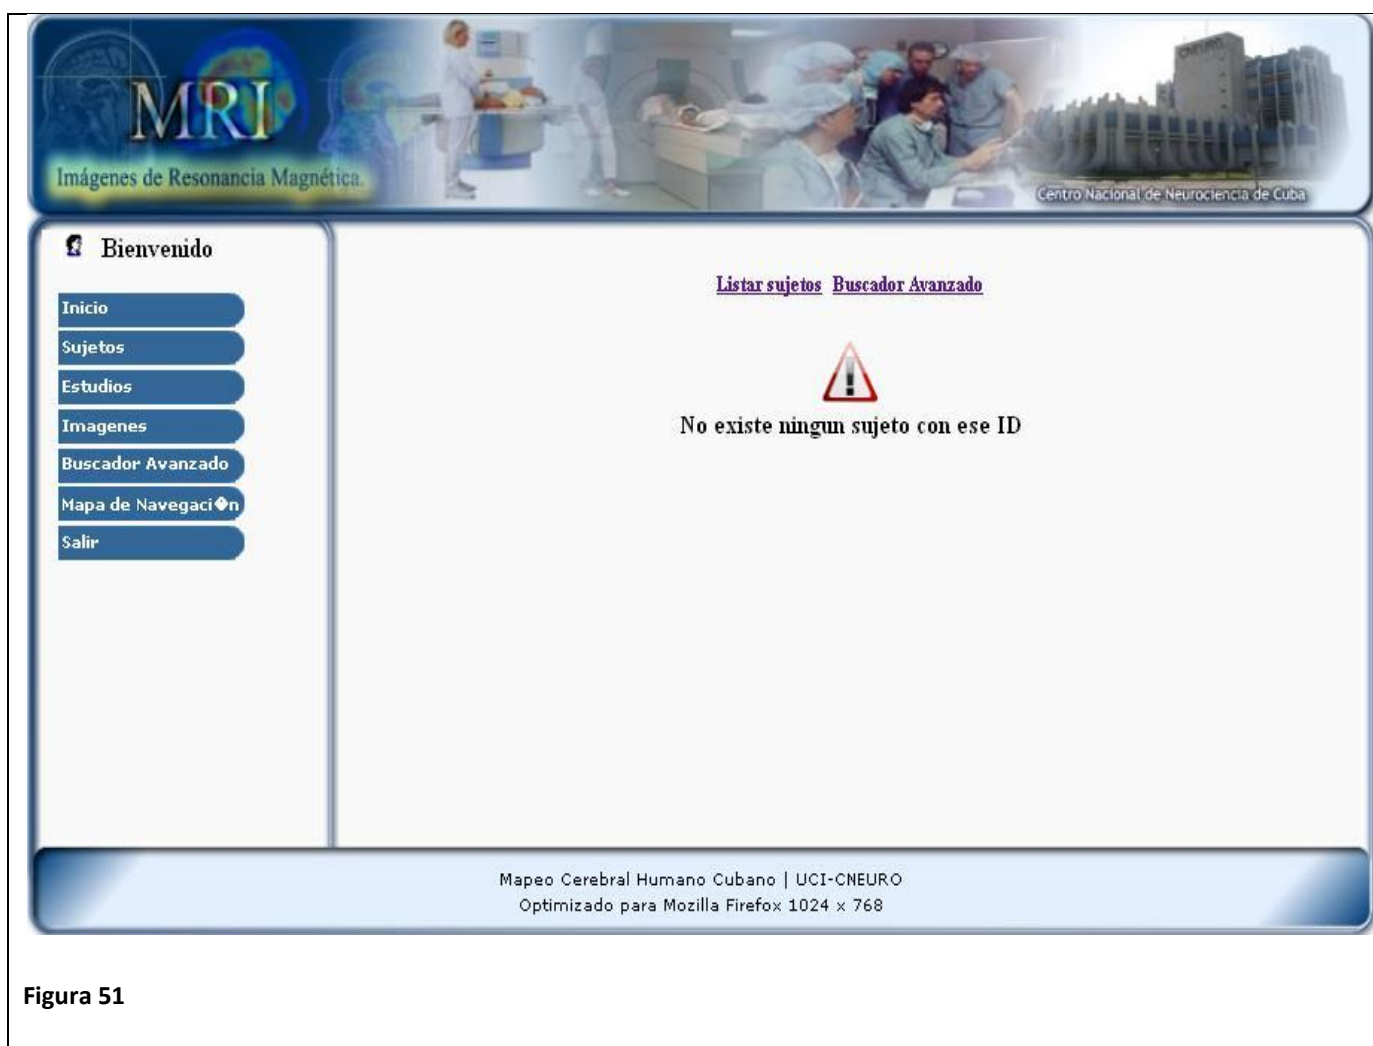 MRI
Imágenes de Resonancia Magnética.
CNEURO
Centro Nacional de Neurociencia de Cuba
Bienvenido
Inicio
Sujetos
Estudios
Imagenes
Buscador Avanzado
Mapa de Navegaci�n
Salir
Listar sujetos Buscador Avanzado
No existe ningun sujeto con ese ID
Mapeo Cerebral Humano Cubano | UCI-CNEURO
Optimizado para Mozilla Firefox 1024 x 768
Figura 51